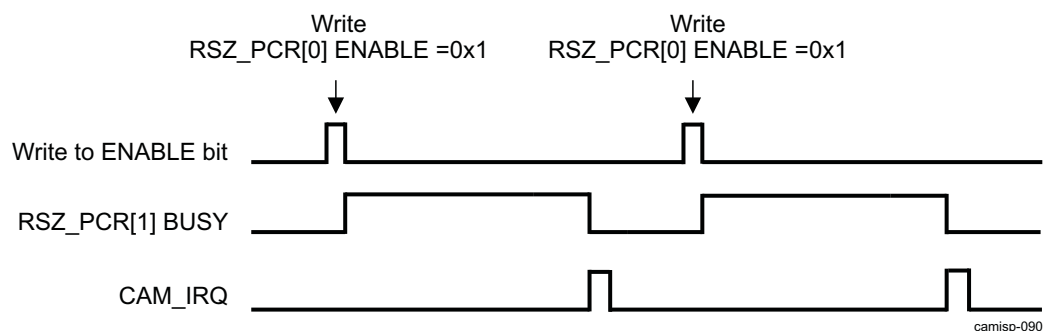 Write
RSZ_PCR[0] ENABLE =0x1
Write
RSZ_PCR[0] ENABLE =0x1
Write to ENABLE bit
RSZ_PCR[1] BUSY
CAM_IRQ
camisp-090